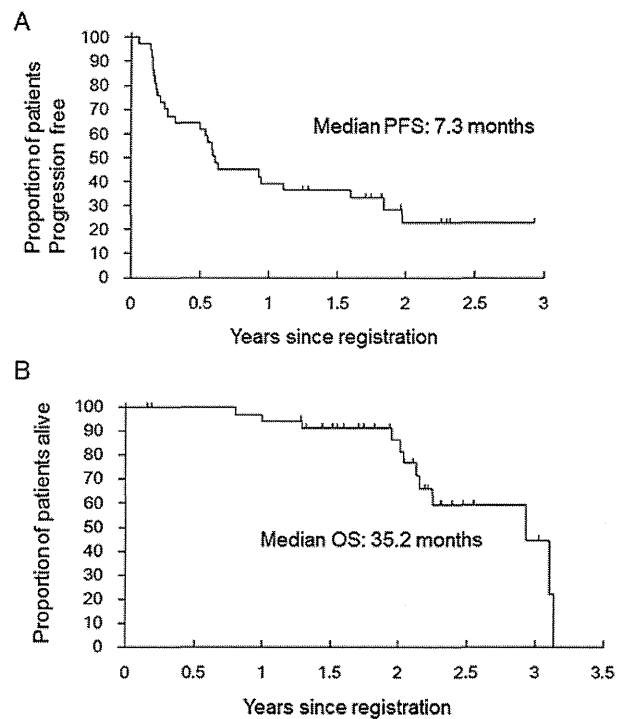 A
Proportion of patients
Progression free
100
90
80
70
60
50
40
30
20
10
0
Median PFS: 7.3 months
0 0.5 1 1.5 2 2.5 3
Years since registration
B
Proportion of patients alive
100
90
80
70
60
50
40
30
20
10
0
Median OS: 35.2 months
0 0.5 1 1.5 2 2.5 3 3.5
Years since registration